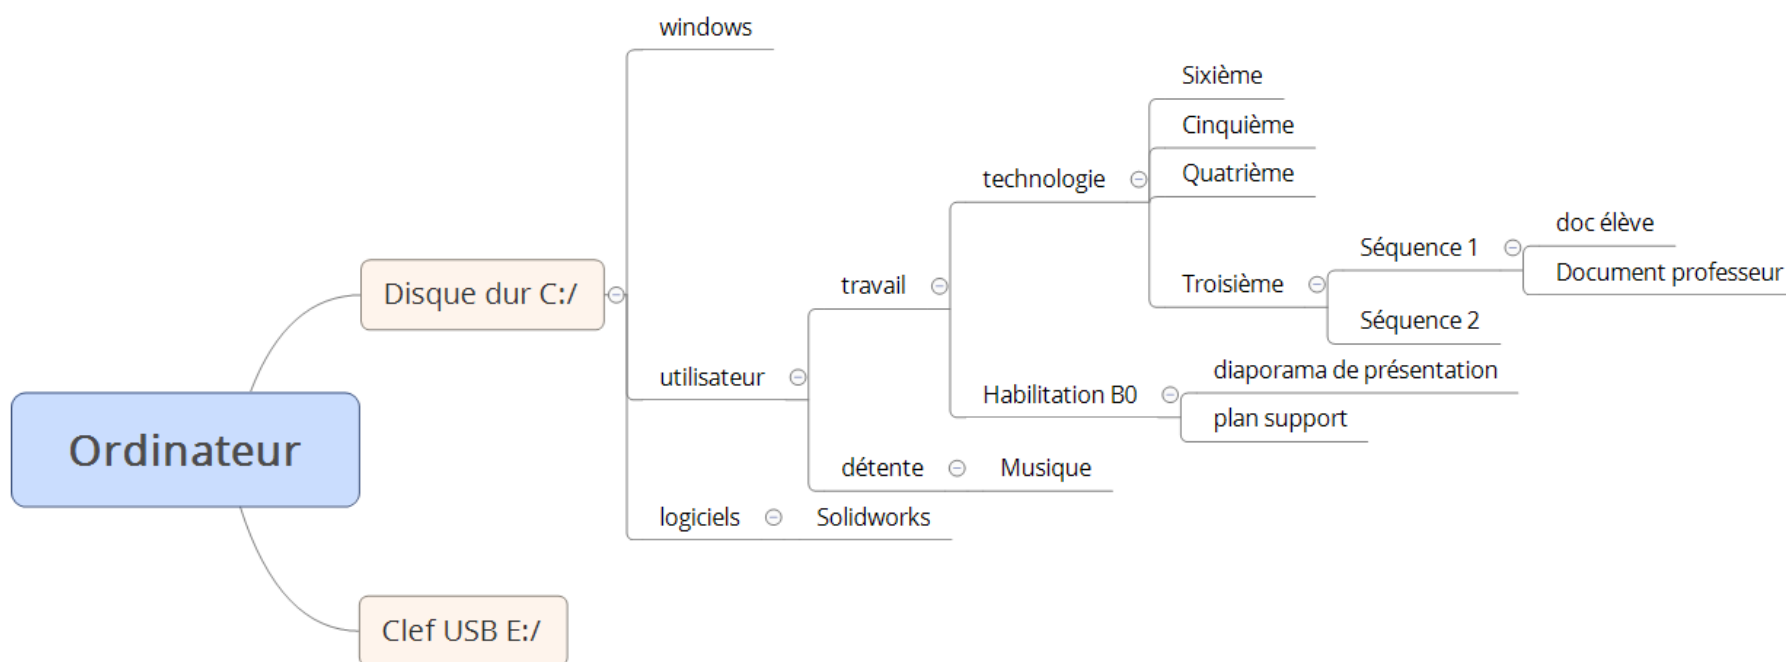 windows
Sixième
Cinquième
Quatrième
technologie
doc élève
Séquence 1
Document professeur
travail
Troisième
Disque dur C:/
Séquence 2
diaporama de présentation
utilisateur
Habilitation B0
plan support
Ordinateur
détente
Musique
logiciels
Solidworks
Clef USB E:/